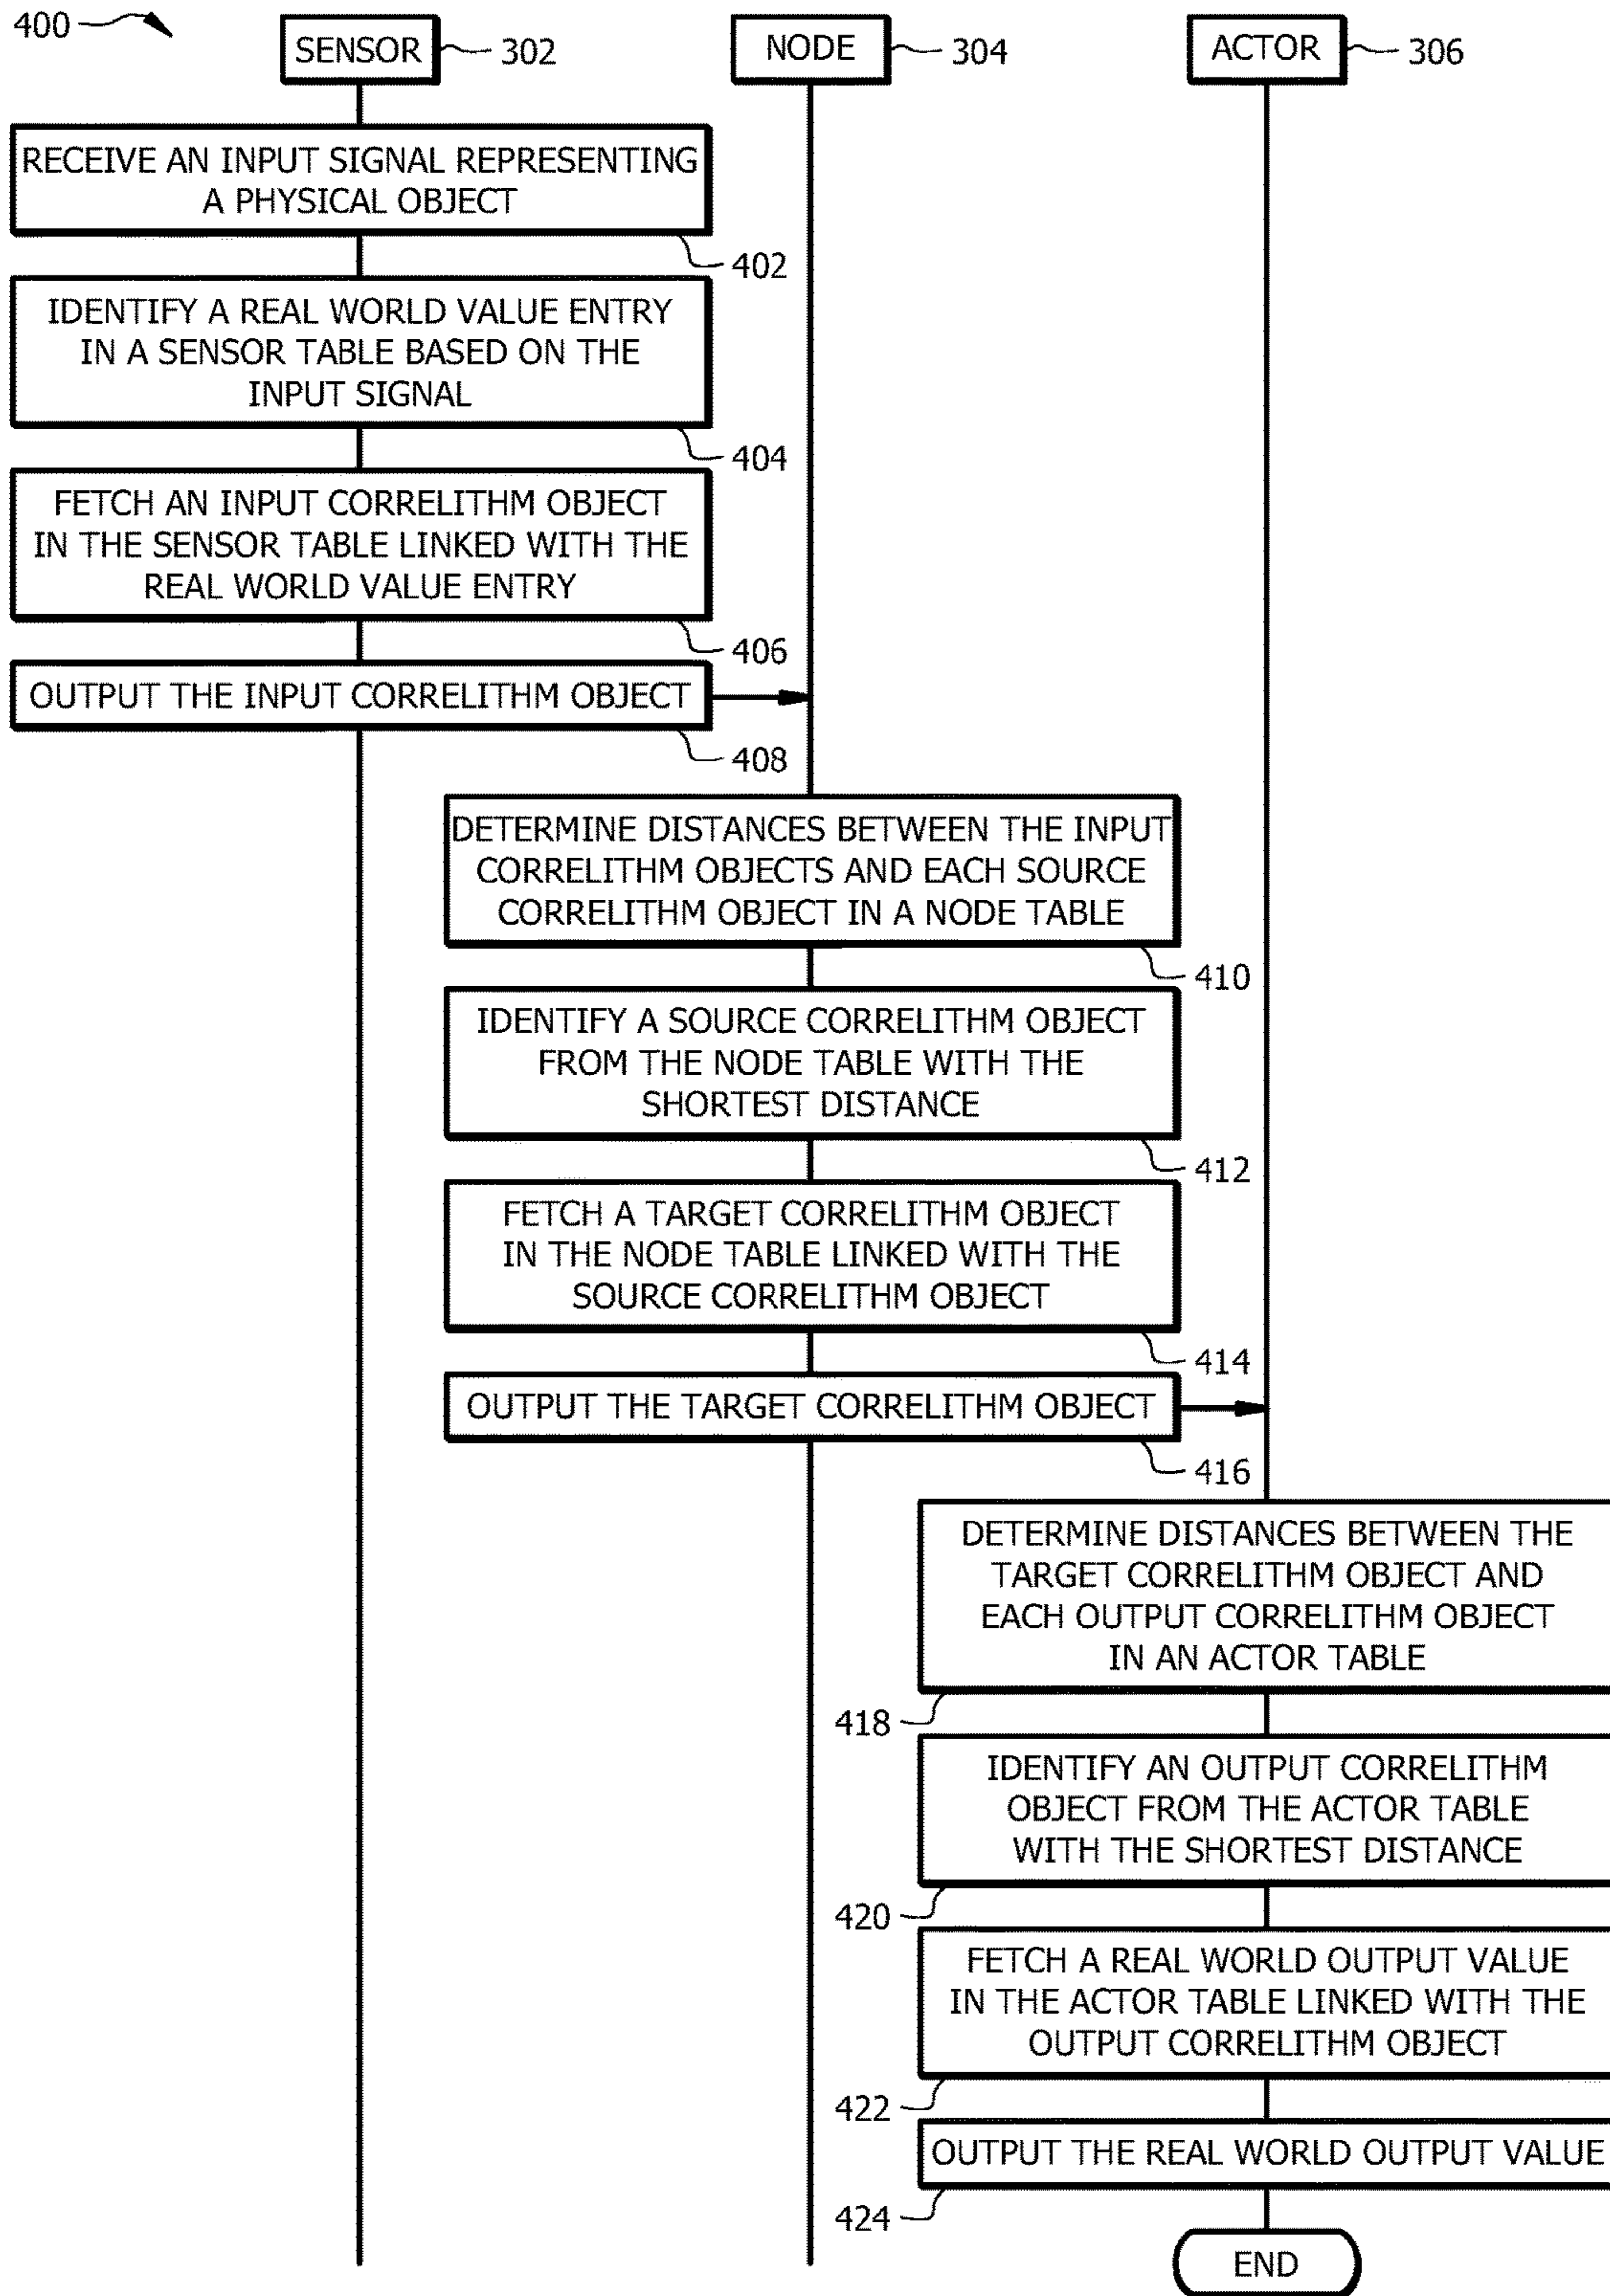 400
SENSOR
302
NODE
304
ACTOR
306
RECEIVE AN INPUT SIGNAL REPRESENTING
A PHYSICAL OBJECT
402
IDENTIFY A REAL WORLD VALUE ENTRY
IN A SENSOR TABLE BASED ON THE
INPUT SIGNAL
404
FETCH AN INPUT CORRELITHM OBJECT
IN THE SENSOR TABLE LINKED WITH THE
REAL WORLD VALUE ENTRY
406
OUTPUT THE INPUT CORRELITHM OBJECT
408
DETERMINE DISTANCES BETWEEN THE INPUT
CORRELITHM OBJECTS AND EACH SOURCE
CORRELITHM OBJECT IN A NODE TABLE
410
IDENTIFY A SOURCE CORRELITHM OBJECT
FROM THE NODE TABLE WITH THE
SHORTEST DISTANCE
412
FETCH A TARGET CORRELITHM OBJECT
IN THE NODE TABLE LINKED WITH THE
SOURCE CORRELITHM OBJECT
414
OUTPUT THE TARGET CORRELITHM OBJECT
416
DETERMINE DISTANCES BETWEEN THE
TARGET CORRELITHM OBJECT AND
EACH OUTPUT CORRELITHM OBJECT
IN AN ACTOR TABLE
418
IDENTIFY AN OUTPUT CORRELITHM
OBJECT FROM THE ACTOR TABLE
WITH THE SHORTEST DISTANCE
420
FETCH A REAL WORLD OUTPUT VALUE
IN THE ACTOR TABLE LINKED WITH THE
OUTPUT CORRELITHM OBJECT
422
OUTPUT THE REAL WORLD OUTPUT VALUE
424
END